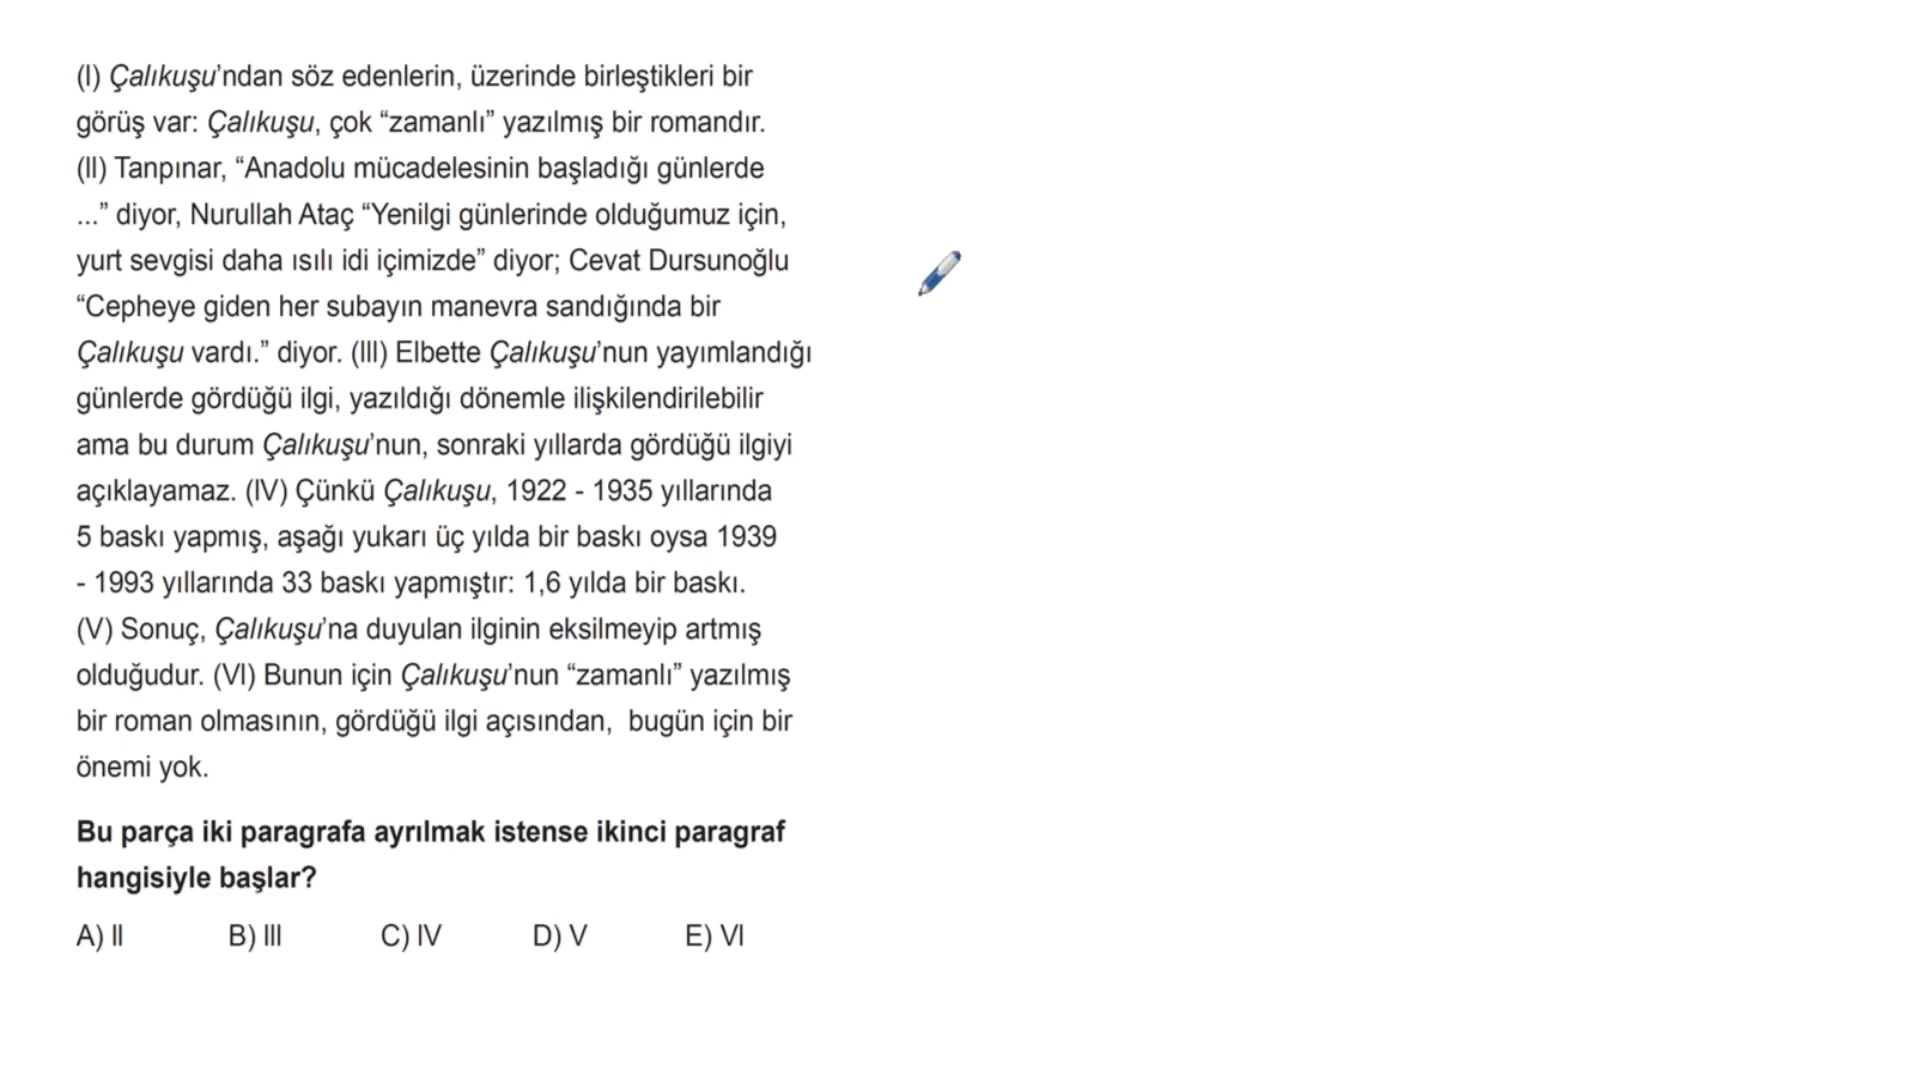 (I) Çalıkuşu’ndan söz edenlerin, üzerinde birleştikleri bir
görüş var: Çalıkuşu, çok “zamanlı” yazılmış bir romandır.
(II) Tanpınar, “Anadolu mücadelesinin başladığı günlerde
...” diyor, Nurullah Ataç “Yenilgi günlerinde olduğumuz için,
yurt sevgisi daha ısılı idi içimizde” diyor; Cevat Dursunoğlu
“Cepheye giden her subayın manevra sandığında bir
Çalıkuşu vardı.” diyor. (III) Elbette Çalıkuşu’nun yayımlandığı
günlerde gördüğü ilgi, yazıldığı dönemle ilişkilendirilebilir
ama bu durum Çalıkuşu’nun, sonraki yıllarda gördüğü ilgiyi
açıklayamaz. (IV) Çünkü Çalıkuşu, 1922 - 1935 yıllarında
5 baskı yapmış, aşağı yukarı üç yılda bir baskı oysa 1939
- 1993 yıllarında 33 baskı yapmıştır: 1,6 yılda bir baskı.
(V) Sonuç, Çalıkuşu’na duyulan ilginin eksilmeyip artmış
olduğudur. (VI) Bunun için Çalıkuşu’nun “zamanlı” yazılmış
bir roman olmasının, gördüğü ilgi açısından, bugün için bir
önemi yok.
Bu parça iki paragrafa ayrılmak istense ikinci paragraf
hangisiyle başlar?
A) II B) III C) IV D) V E) VI